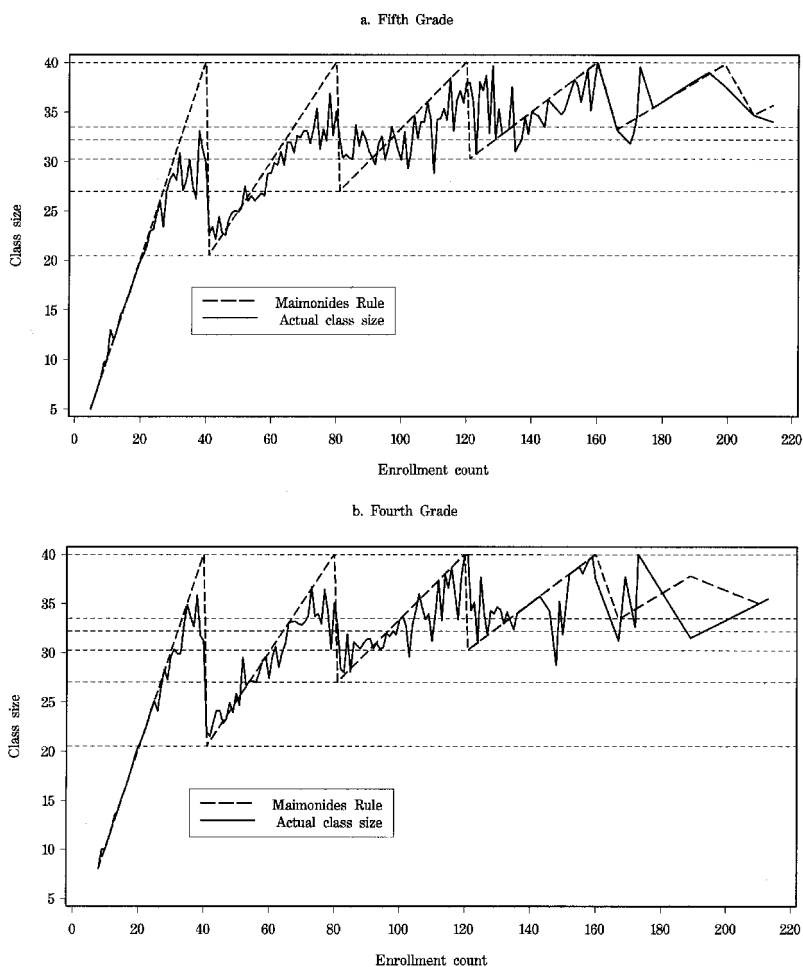 a. Fifth Grade
40
35
30
25
20
15
10
5
Class size
Maimonides Rule
Actual class size
0 20 40 60 80 100 120 140 160 180 200 220
Enrollment count
b. Fourth Grade
40
35
30
25
20
15
10
5
Class size
Maimonides Rule
Actual class size
0 20 40 60 80 100 120 140 160 180 200 220
Enrollment count